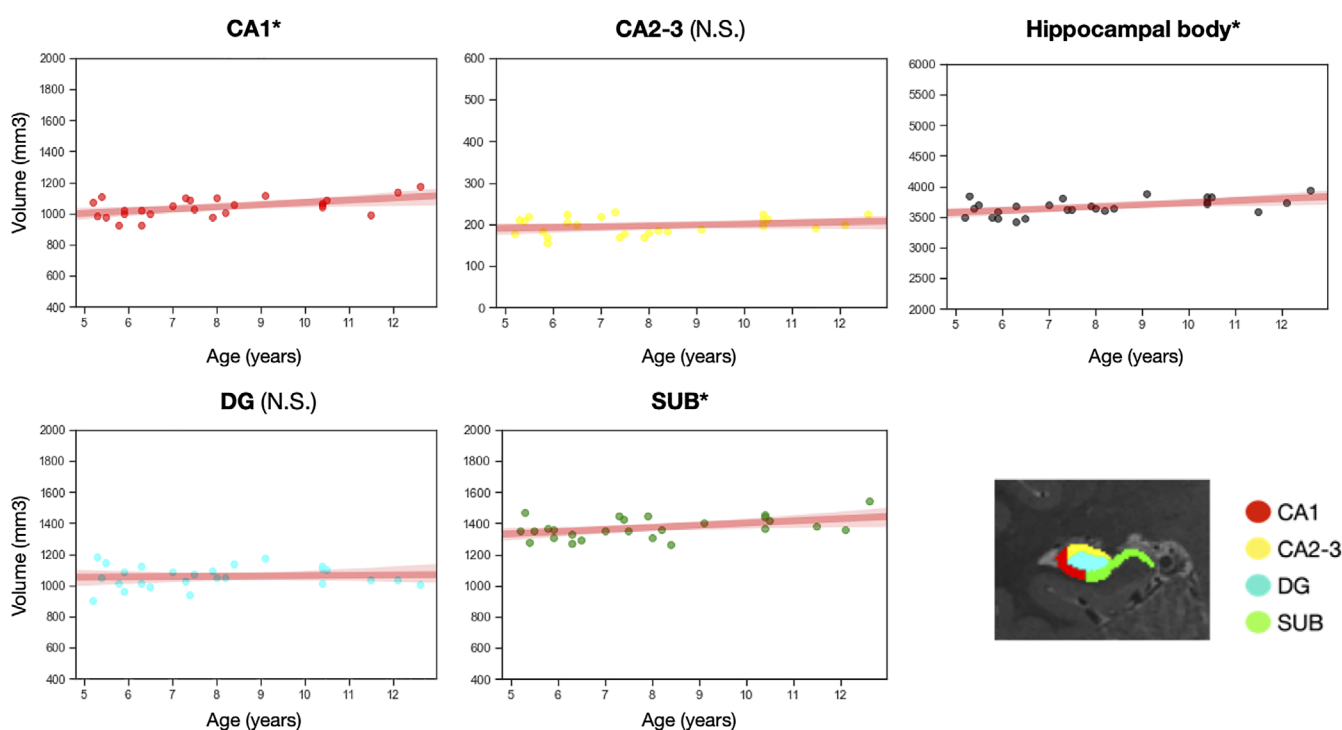 CA1*
CA2-3 (N.S.)
Hippocampal body*
Volume (mm3)
2000
1800
1600
1400
1200
1000
800
600
400
5 6 7 8 9 10 11 12
Age (years)
600
500
400
300
200
100
0
5 6 7 8 9 10 11 12
Age (years)
6000
5500
5000
4500
4000
3500
3000
2500
2000
5 6 7 8 9 10 11 12
Age (years)
DG (N.S.)
SUB*
Volume (mm3)
2000
1800
1600
1400
1200
1000
800
600
400
5 6 7 8 9 10 11 12
Age (years)
2000
1800
1600
1400
1200
1000
800
600
400
5 6 7 8 9 10 11 12
Age (years)
CA1
CA2-3
DG
SUB